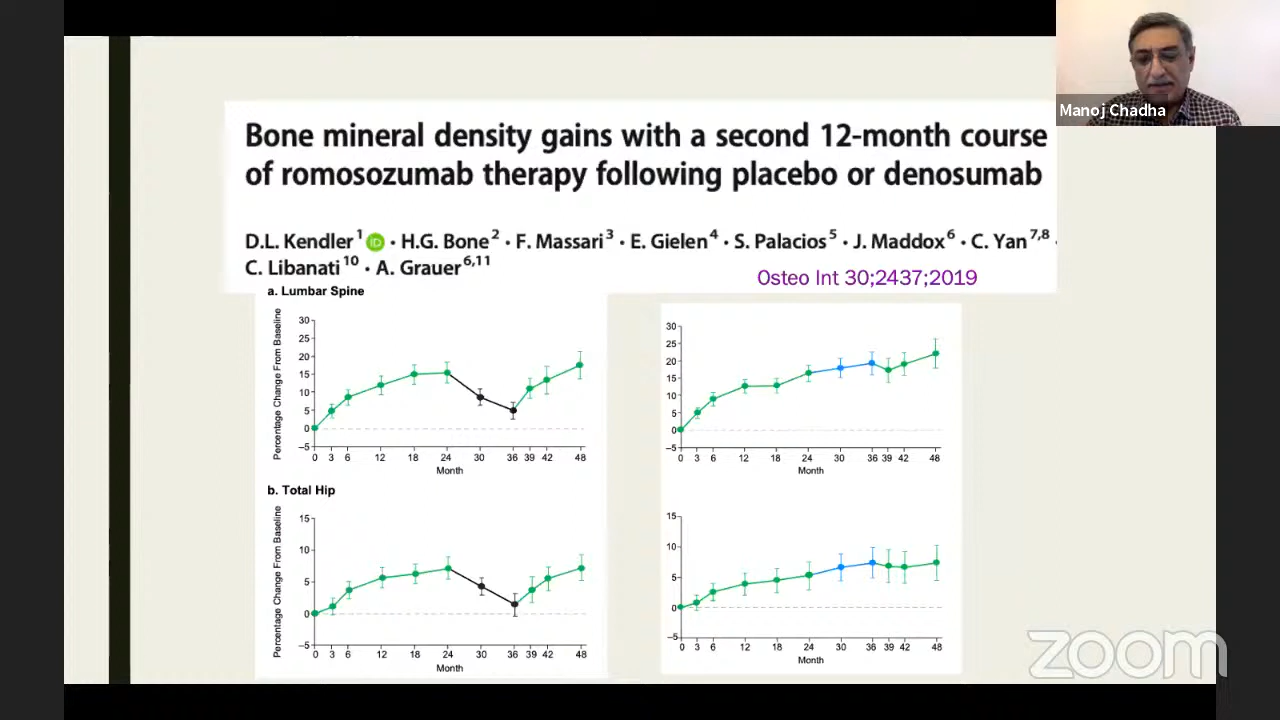 Manoj Chadha
Bone mineral density gains with a second 12-month course
of romosozumab therapy following placebo or denosumab
D.L. Kendler1 iD · H.G. Bone2 · F. Massari3 · E. Gielen4 · S. Palacios5 · J. Maddox6 · C. Yan7,8 ·
C. Libanati10 · A. Grauer6,11
Osteo Int 30;2437;2019
a. Lumbar Spine
Percentage Change From Baseline
30
25
20
15
10
5
0
−5
0 3 6 12 18 24 30 36 39 42 48
Month
30
25
20
15
10
5
0
−5
0 3 6 12 18 24 30 36 39 42 48
Month
b. Total Hip
Percentage Change From Baseline
15
10
5
0
−5
0 3 6 12 18 24 30 36 39 42 48
Month
15
10
5
0
−5
0 3 6 12 18 24 30 36 39 42 48
Month
zoom